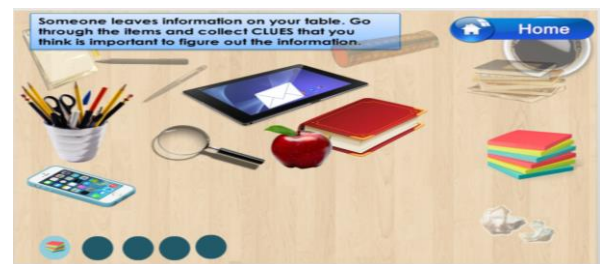 Someone leaves information on your table. Go
through the items and collect CLUES that you
think is important to figure out the information.
Home